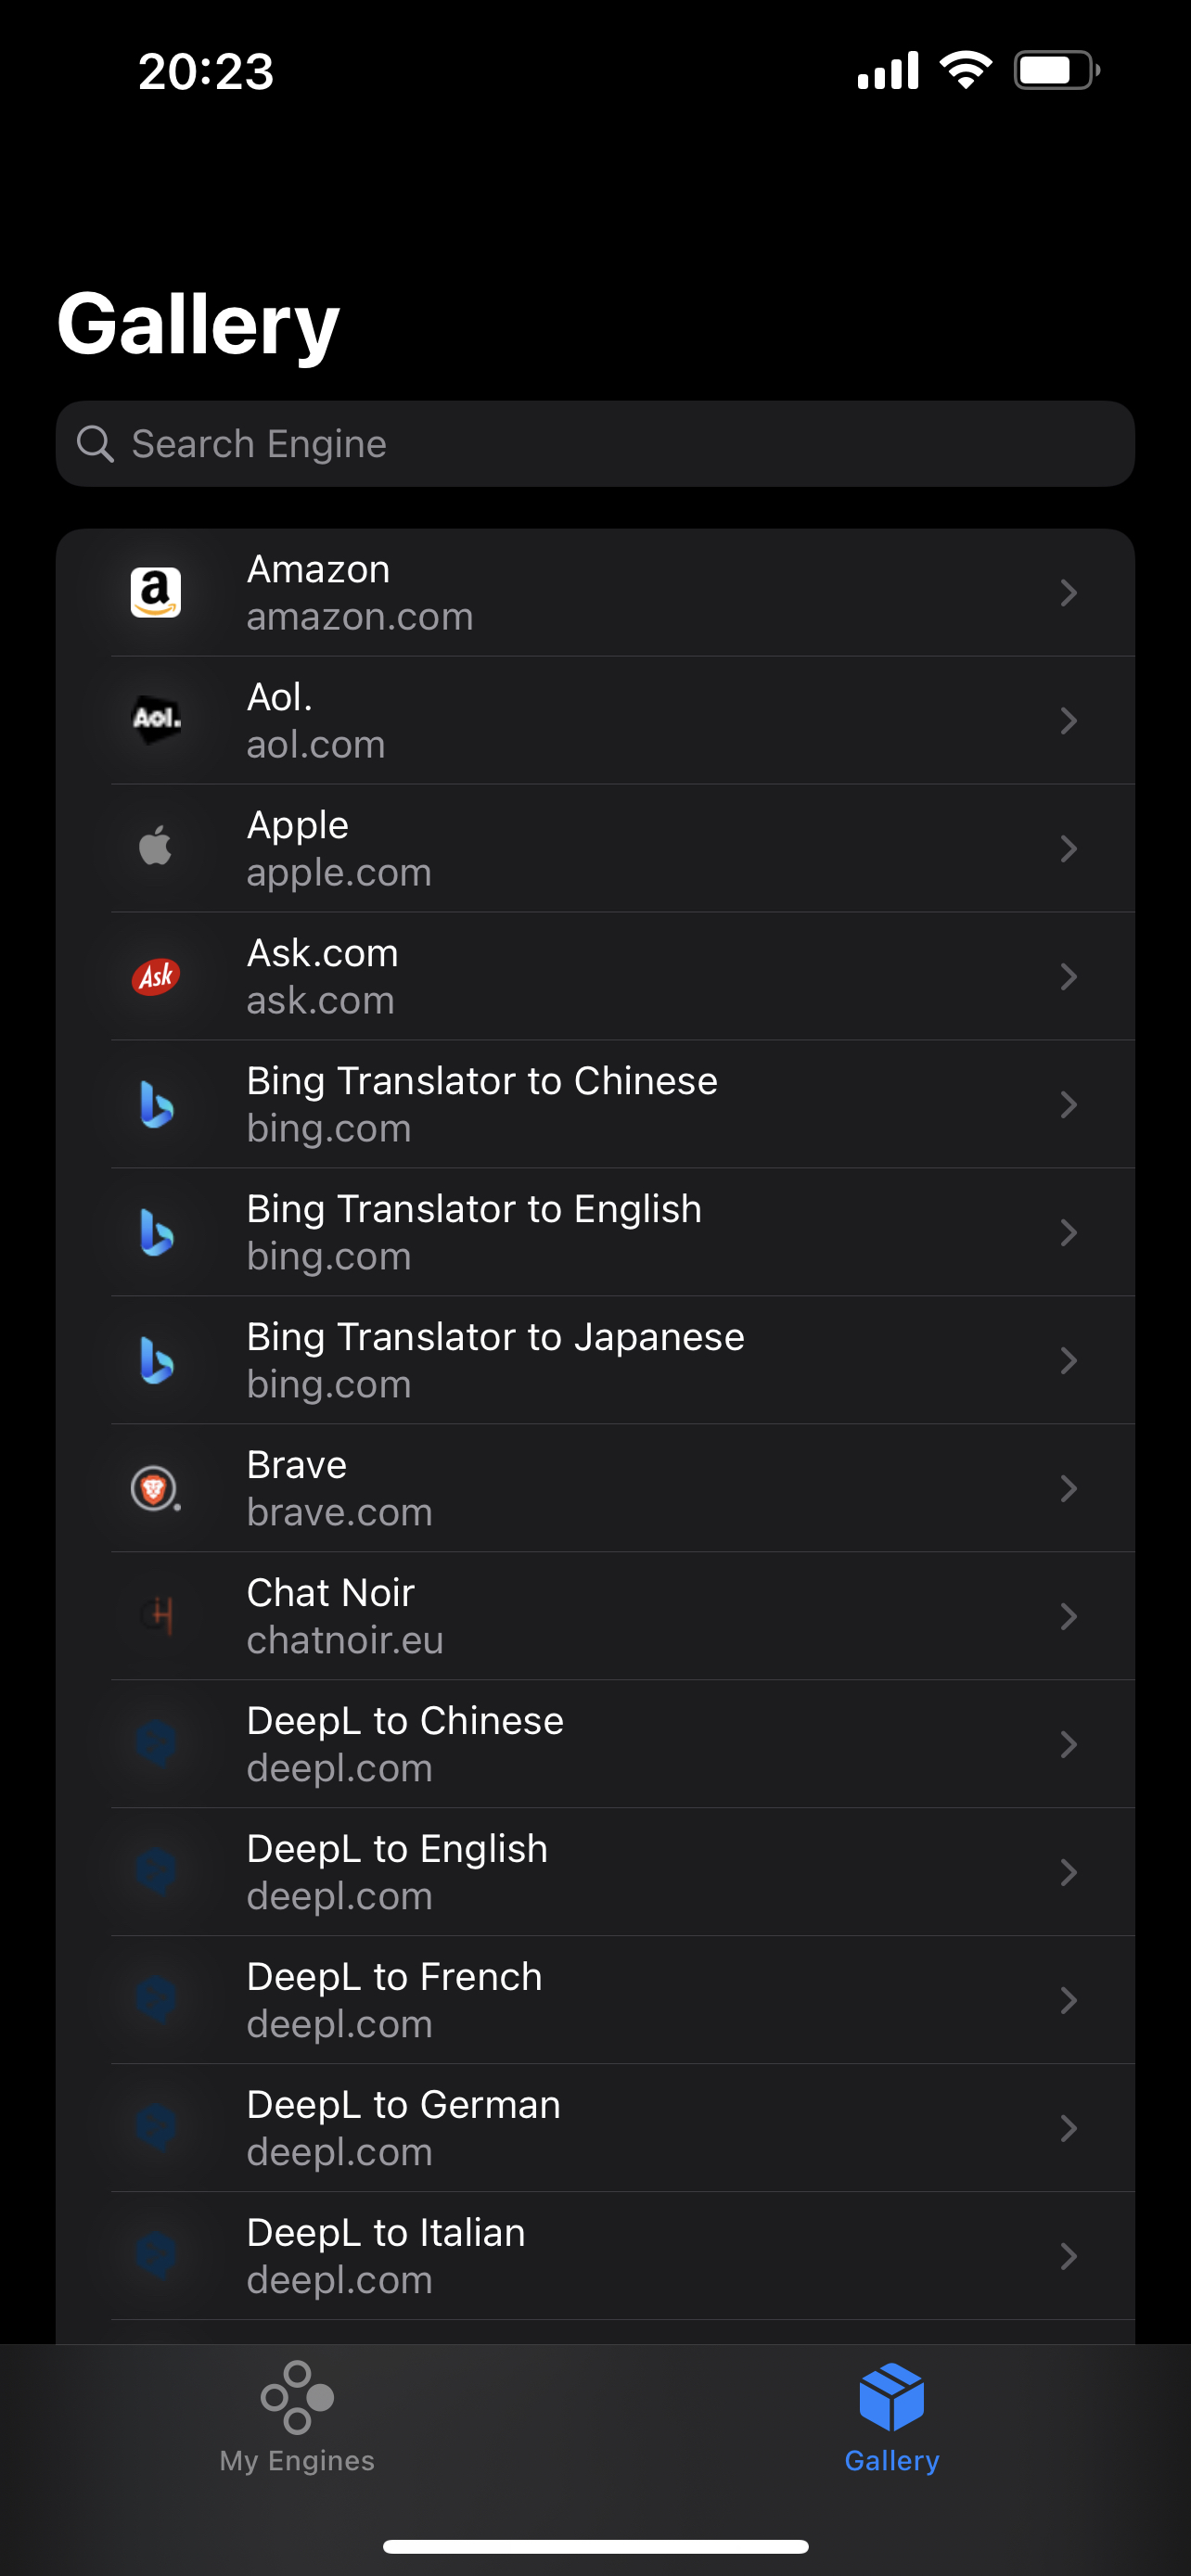 20:23
Gallery
Search Engine
a
Amazon
amazon.com
Aol.
Aol.
aol.com
Apple
apple.com
Ask
Ask.com
ask.com
Bing Translator to Chinese
bing.com
Bing Translator to English
bing.com
Bing Translator to Japanese
bing.com
Brave
brave.com
Chat Noir
chatnoir.eu
DeepL to Chinese
deepl.com
DeepL to English
deepl.com
DeepL to French
deepl.com
DeepL to German
deepl.com
DeepL to Italian
deepl.com
My Engines
Gallery